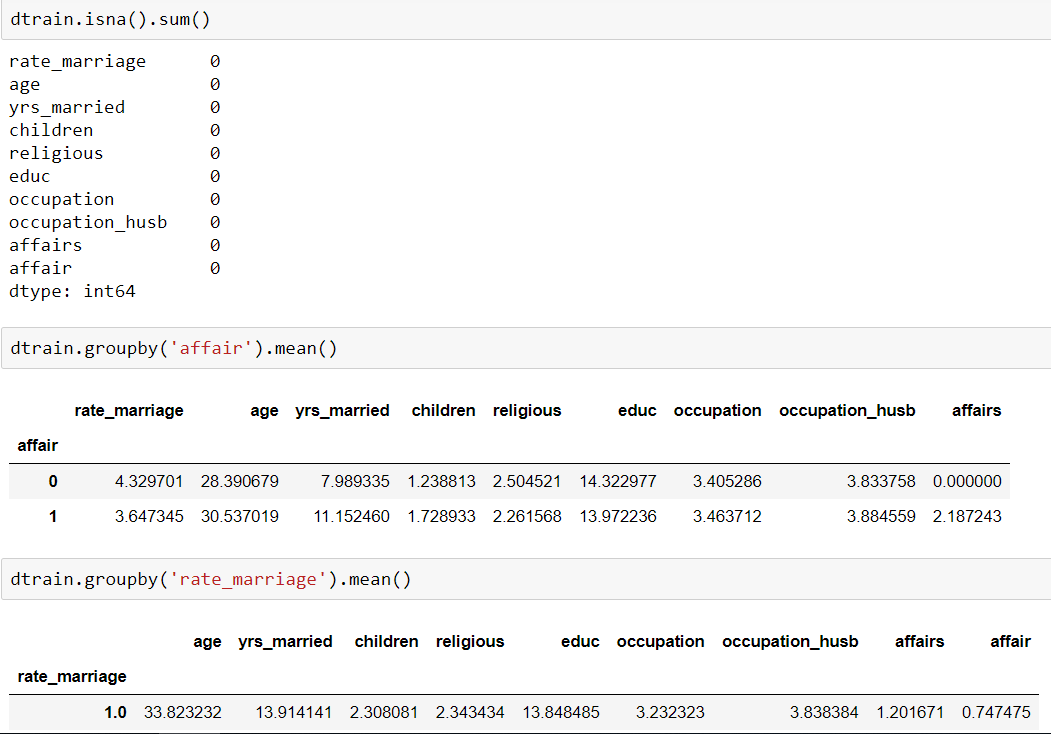 dtrain.isna().sum()
rate_marriage 0
age 0
yrs_married 0
children 0
religious 0
educ 0
occupation 0
occupation_husb 0
affairs 0
affair 0
dtype: int64
dtrain.groupby('affair').mean()
rate_marriage age yrs_married children religious educ occupation occupation_husb affairs
affair
0 4.329701 28.390679 7.989335 1.238813 2.504521 14.322977 3.405286 3.833758 0.000000
1 3.647345 30.537019 11.152460 1.728933 2.261568 13.972236 3.463712 3.884559 2.187243
dtrain.groupby('rate_marriage').mean()
age yrs_married children religious educ occupation occupation_husb affairs affair
rate_marriage
1.0 33.823232 13.914141 2.308081 2.343434 13.848485 3.232323 3.838384 1.201671 0.747475